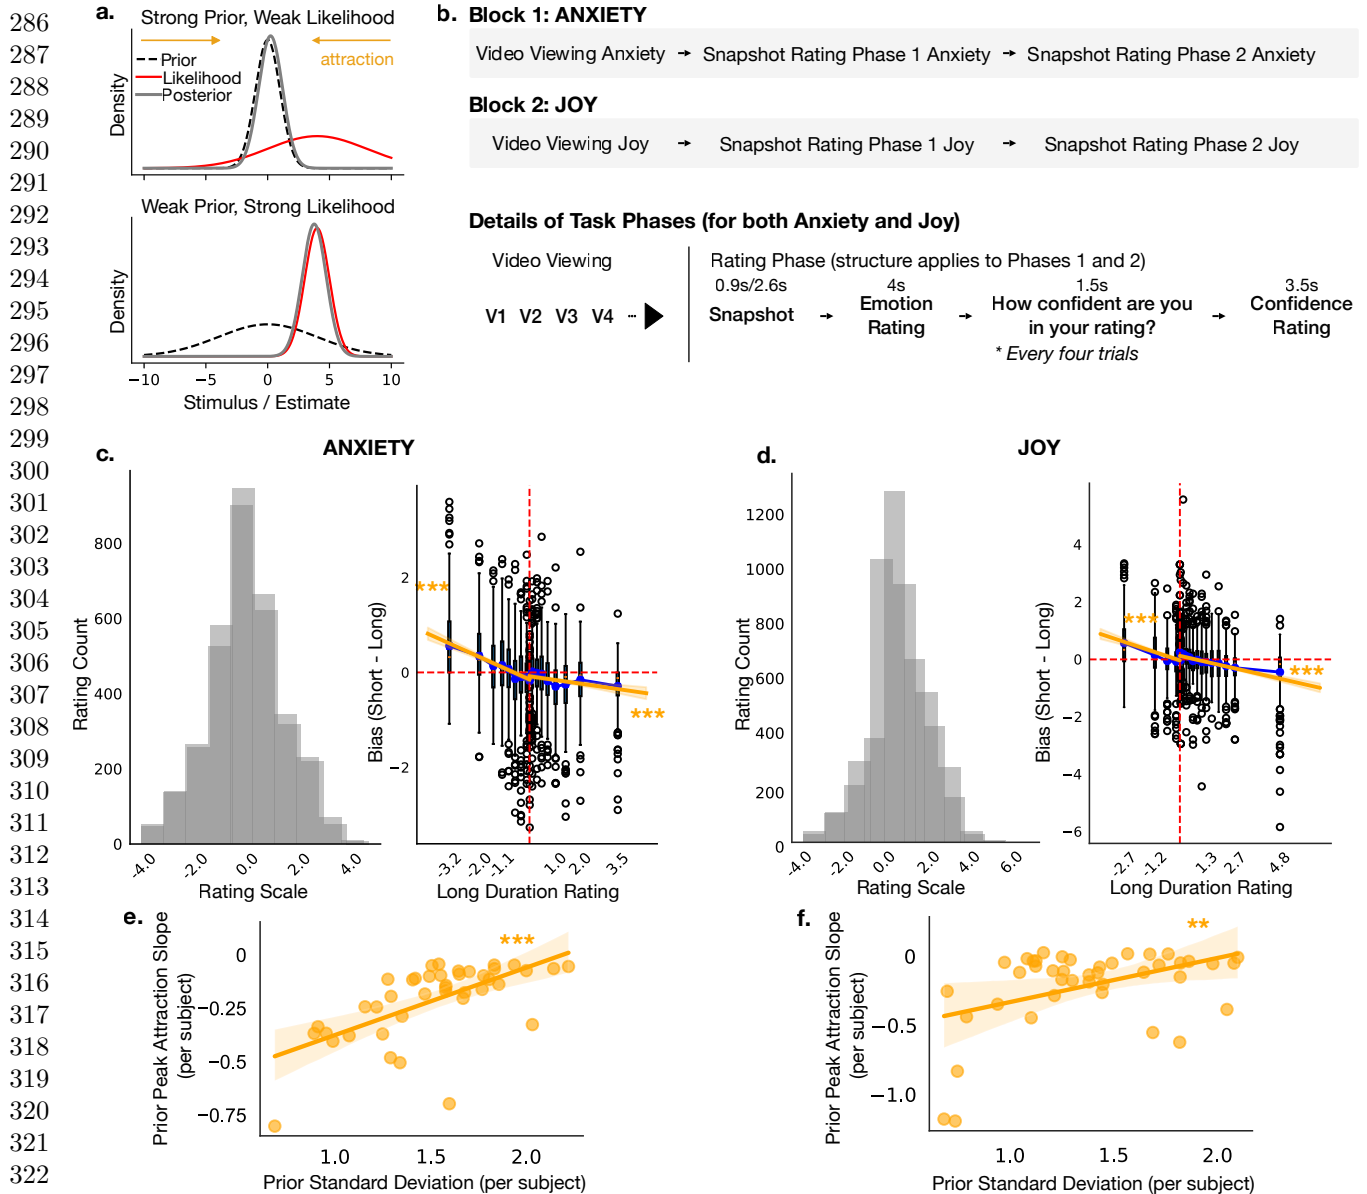 286
287
288
289
290
291
292
293
294
295
296
297
298
299
300
301
302
303
304
305
306
307
308
309
310
311
312
313
314
315
316
317
318
319
320
321
322
a.
Strong Prior, Weak Likelihood
attraction
Prior
Likelihood
Posterior
Density
Weak Prior, Strong Likelihood
Density
−10 −5 0 5 10
Stimulus / Estimate
b. Block 1: ANXIETY
Video Viewing Anxiety → Snapshot Rating Phase 1 Anxiety → Snapshot Rating Phase 2 Anxiety
Block 2: JOY
Video Viewing Joy → Snapshot Rating Phase 1 Joy → Snapshot Rating Phase 2 Joy
Details of Task Phases (for both Anxiety and Joy)
Video Viewing
V1 V2 V3 V4 ...
Rating Phase (structure applies to Phases 1 and 2)
0.9s/2.6s 4s 1.5s 3.5s
Snapshot → Emotion Rating → How confident are you in your rating? → Confidence Rating
* Every four trials
ANXIETY
c.
Rating Count
800
600
400
200
0
-4.0 -2.0 0.0 2.0 4.0
Rating Scale
Bias (Short - Long)
2
0
−2
***
***
-3.2 -2.0 -1.1 1.0 2.0 3.5
Long Duration Rating
JOY
d.
Rating Count
1200
1000
800
600
400
200
0
-4.0 -2.0 0.0 2.0 4.0 6.0
Rating Scale
Bias (Short - Long)
4
2
0
−2
−4
−6
***
***
-2.7 -1.2 1.3 2.7 4.8
Long Duration Rating
e.
Prior Peak Attraction Slope
(per subject)
0
−0.25
−0.5
−0.75
***
1.0 1.5 2.0
Prior Standard Deviation (per subject)
f.
Prior Peak Attraction Slope
(per subject)
0
−0.5
−1.0
**
1.0 1.5 2.0
Prior Standard Deviation (per subject)